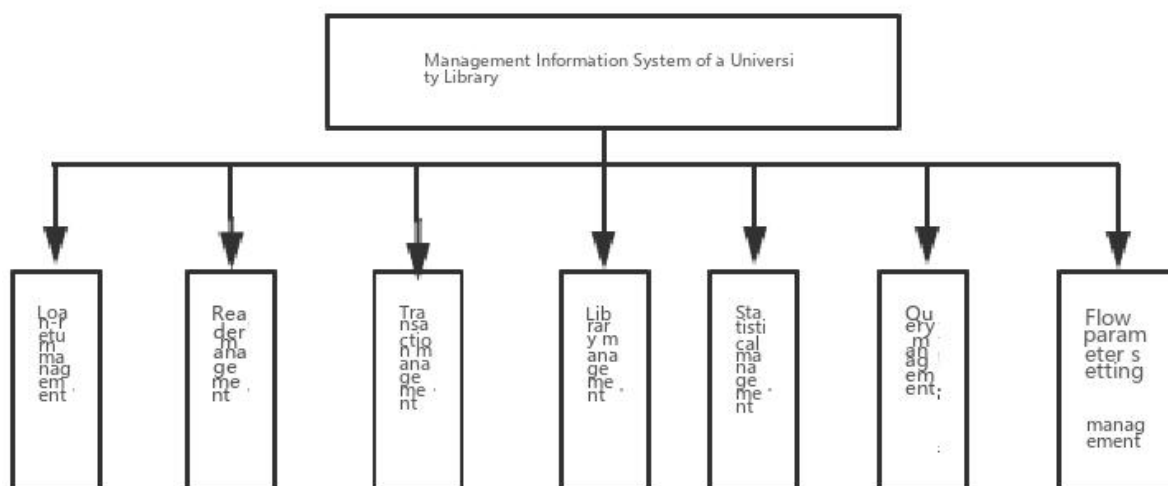 Management Information System of a Universi
ty Library
Loa
n-r
etu
rn
ma
nag
em
ent
Rea
der
m
ana
ge
me
nt
Tra
nsa
ctio
n m
ana
ge
me
nt
Lib
rar
y m
ana
ge
me
nt
Sta
tisti
cal
ma
na
ge
me
nt
Qu
ery
m
an
ag
em
ent
Flow
param
eter s
etting
manag
ement